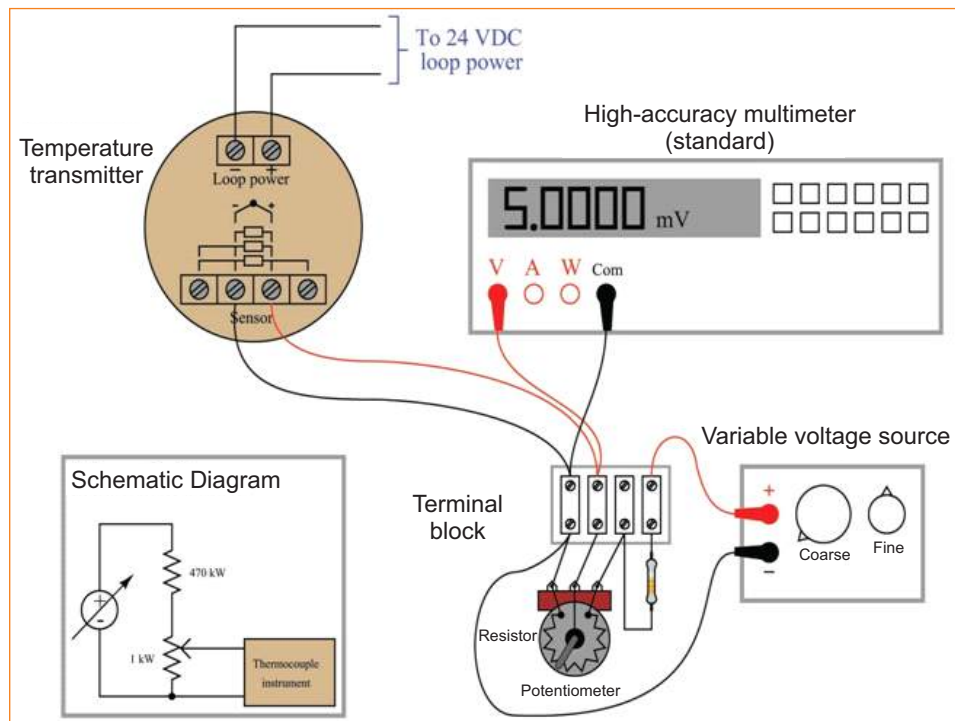 To 24 VDC
loop power
Temperature
transmitter
− +
Loop power
- +
Sensor
High-accuracy multimeter
(standard)
5.0000 mV
V A W Com
Variable voltage source
+
−
Coarse Fine
Terminal
block
Resistor
Potentiometer
Schematic Diagram
470 kW
+
-
1 kW
Thermocouple
instrument